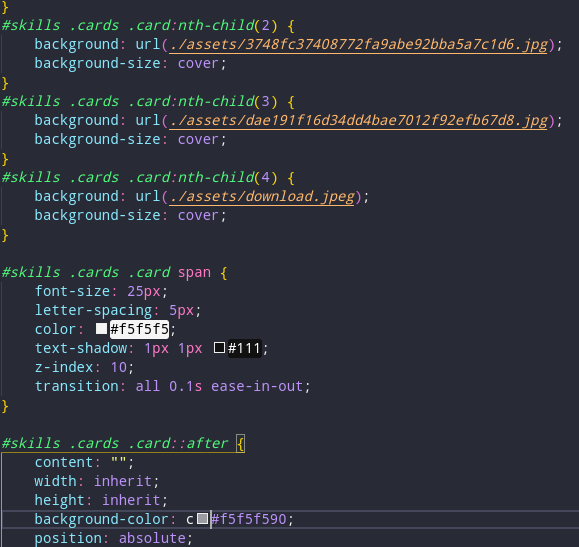 }
#skills .cards .card:nth-child(2) {
    background: url(./assets/3748fc37408772fa9abe92bba5a7c1d6.jpg);
    background-size: cover;
}
#skills .cards .card:nth-child(3) {
    background: url(./assets/dae191f16d34dd4bae7012f92efb67d8.jpg);
    background-size: cover;
}
#skills .cards .card:nth-child(4) {
    background: url(./assets/download.jpeg);
    background-size: cover;
}
#skills .cards .card span {
    font-size: 25px;
    letter-spacing: 5px;
    color: #f5f5f5;
    text-shadow: 1px 1px #111;
    z-index: 10;
    transition: all 0.1s ease-in-out;
}
#skills .cards .card::after {
    content: "";
    width: inherit;
    height: inherit;
    background-color: c#f5f5f590;
    position: absolute;